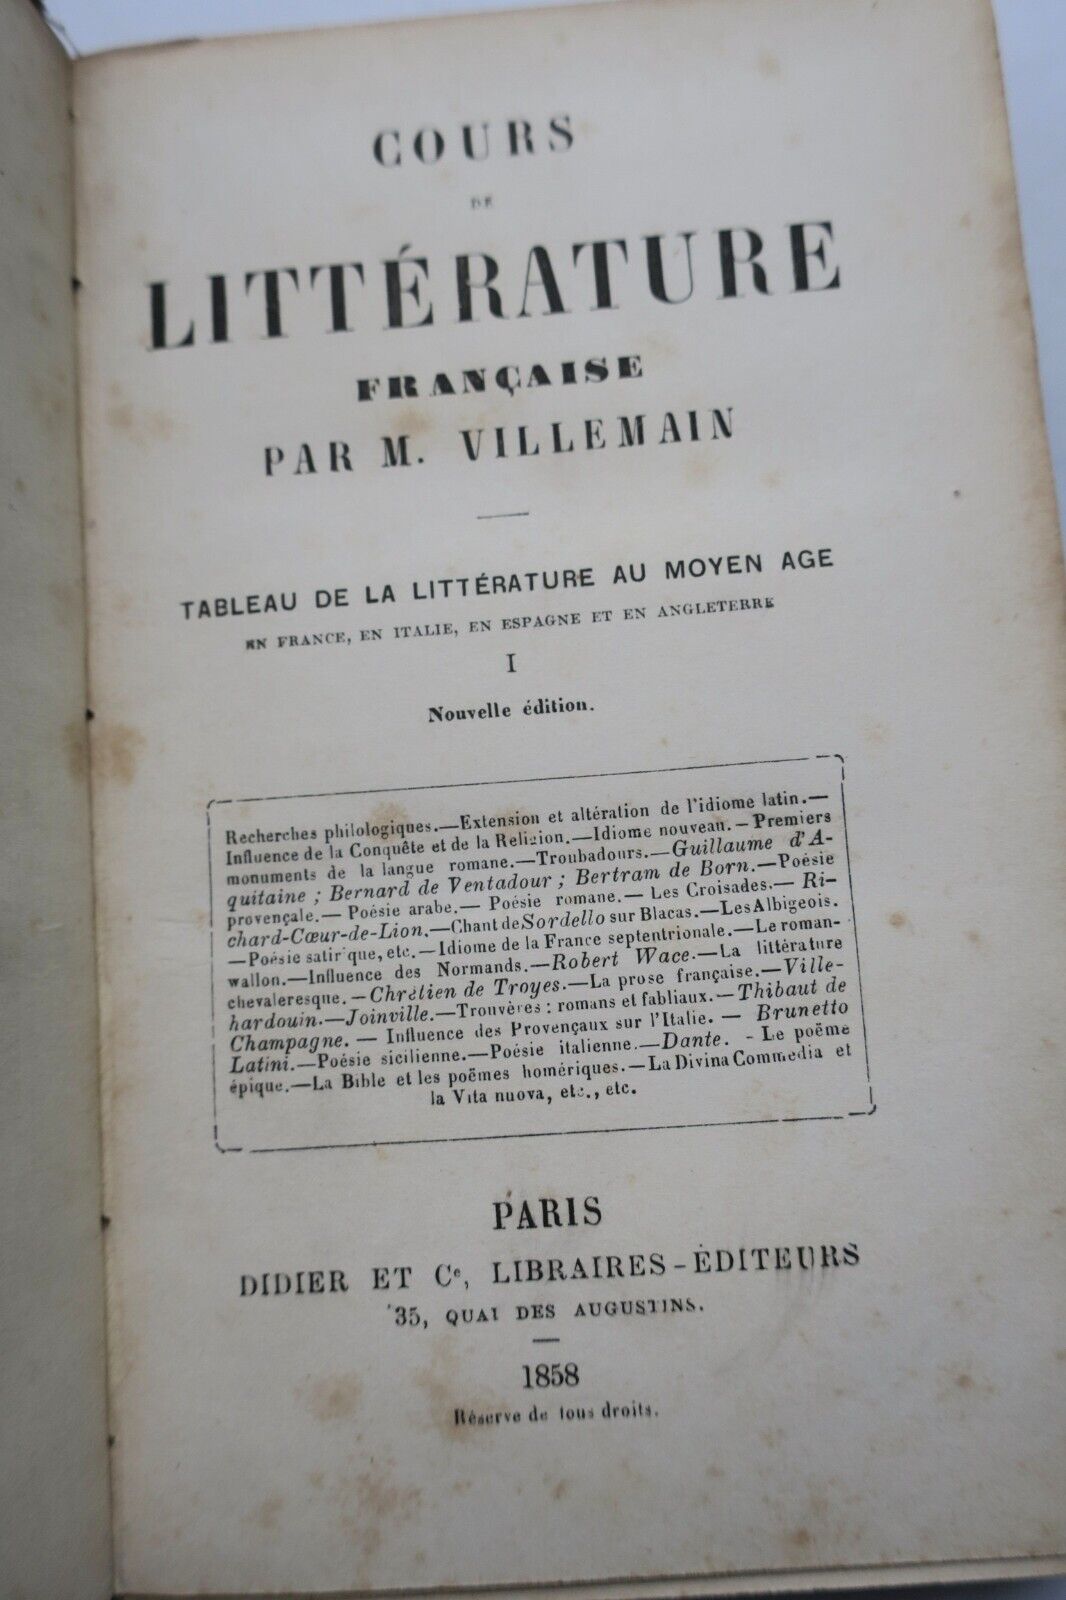 COURS
DE
LITTÉRATURE
FRANÇAISE
PAR M. VILLEMAIN
TABLEAU DE LA LITTÉRATURE AU MOYEN AGE
EN FRANCE, EN ITALIE, EN ESPAGNE ET EN ANGLETERRE
I
Nouvelle édition.
Recherches philologiques.—Extension et altération de l'idiome latin.—
Influence de la Conquête et de la Religion.—Idiome nouveau.—Premiers
monuments de la langue romane.—Troubadours.—Guillaume d'A-
quitaine ; Bernard de Ventadour ; Bertram de Born.—Poésie
provençale.—Poésie arabe.—Poésie romane.—Les Croisades.—Ri-
chard-Cœur-de-Lion.—Chant de Sordello sur Blacas.—Les Albigeois.
—Poésie satirique, etc.—Idiome de la France septentrionale.—Le roman-
wallon.—Influence des Normands.—Robert Wace.—La littérature
chevaleresque.—Chrétien de Troyes.—La prose française.—Ville-
hardouin.—Joinville.—Trouvères : romans et fabliaux.—Thibaut de
Champagne.—Influence des Provençaux sur l'Italie.—Brunetto
Latini.—Poésie sicilienne.—Poésie italienne.—Dante.—Le poëme
épique.—La Bible et les poëmes homériques.—La Divina Commedia et
la Vita nuova, etc., etc.
PARIS
DIDIER ET Ce, LIBRAIRES-ÉDITEURS
35, QUAI DES AUGUSTINS.
1858
Réserve de tous droits.